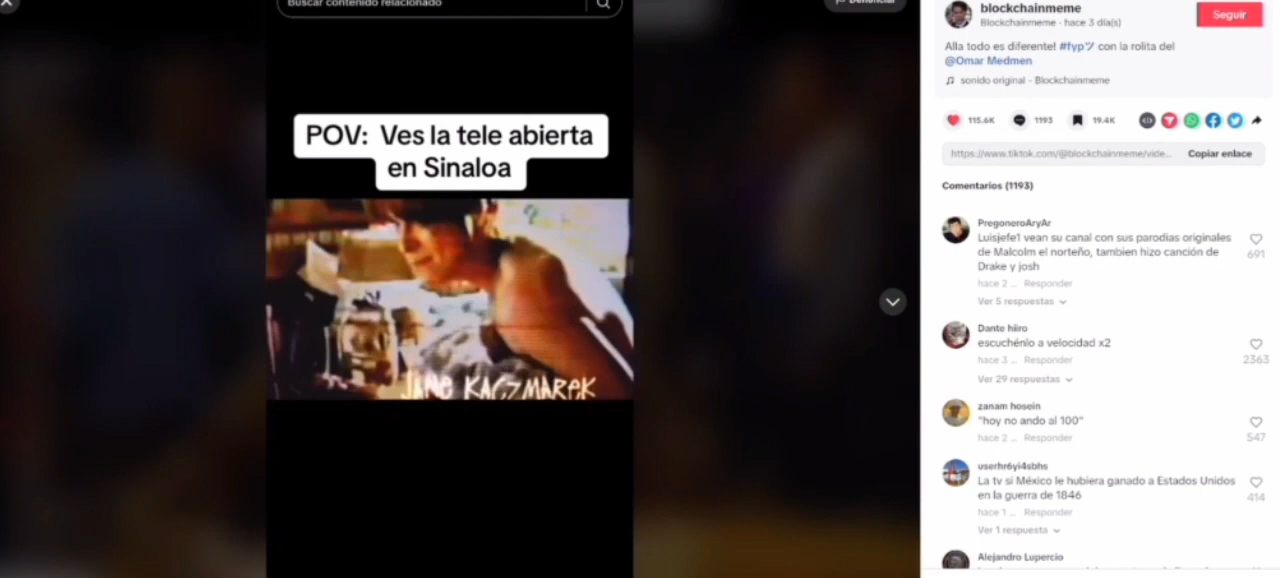 Buscar contenido relacionado
Denunciar
POV: Ves la tele abierta
en Sinaloa
JANE KACZMAREK
blockchainmeme
Blockchainmeme · hace 3 día(s)
Seguir
Alla todo es diferente! #fypツ con la rolita del
@Omar Medmen
♫ sonido original - Blockchainmeme
115.6K
1193
19.4K
https://www.tiktok.com/@blockchainmeme/vide...
Copiar enlace
Comentarios (1193)
PregoneroAryAr
Luisjefe1 vean su canal con sus parodias originales
de Malcolm el norteño, tambien hizo canción de
Drake y josh
691
hace 2 ... Responder
Ver 5 respuestas
Dante hiiro
escuchénlo a velocidad x2
2363
hace 3 ... Responder
Ver 29 respuestas
zanam hosein
"hoy no ando al 100"
547
hace 2 ... Responder
userhr6yi4sbhs
La tv si México le hubiera ganado a Estados Unidos
en la guerra de 1846
414
hace 1 ... Responder
Ver 1 respuesta
Alejandro Lupercio